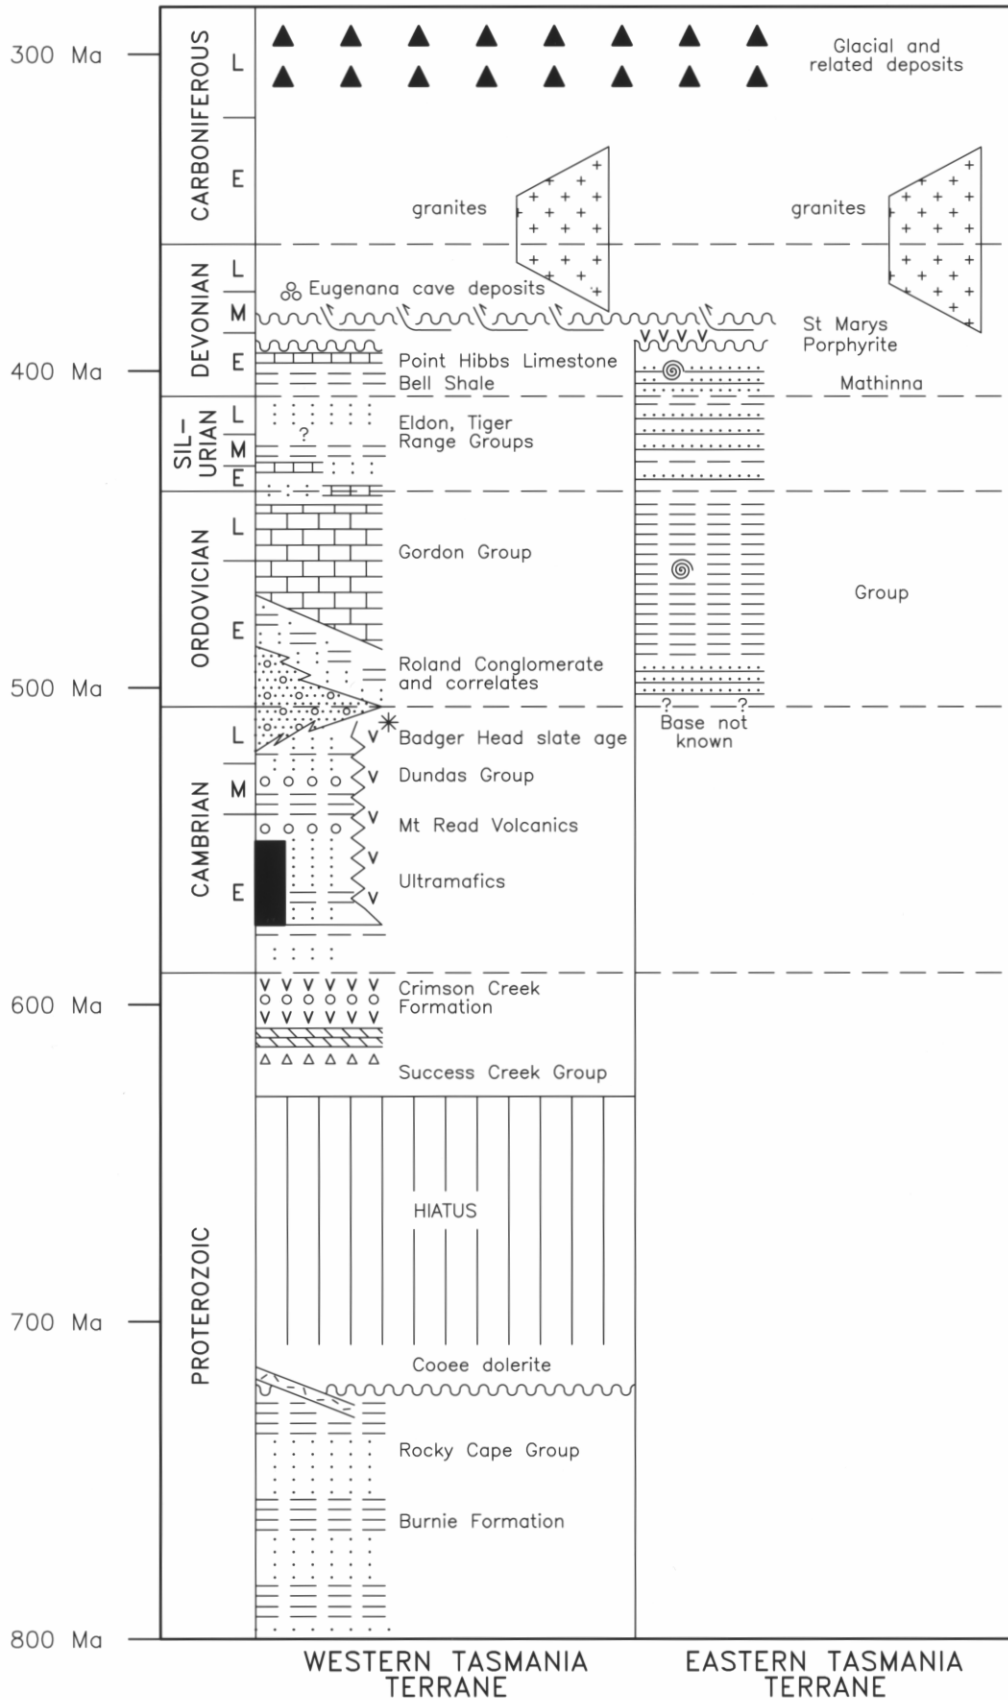 300 Ma
400 Ma
500 Ma
600 Ma
700 Ma
800 Ma
CARBONIFEROUS
L
E
DEVONIAN
L
M
E
SIL-
URIAN
L
M
E
ORDOVICIAN
L
E
CAMBRIAN
L
M
E
PROTEROZOIC
Glacial and
related deposits
granites
granites
Eugenana cave deposits
St Marys
Porphyrite
Point Hibbs Limestone
Bell Shale
Mathinna
Eldon, Tiger
Range Groups
?
Gordon Group
Group
Roland Conglomerate
and correlates
? ?
Base not
known
Badger Head slate age
Dundas Group
Mt Read Volcanics
Ultramafics
Crimson Creek
Formation
Success Creek Group
HIATUS
Cooee dolerite
Rocky Cape Group
Burnie Formation
WESTERN TASMANIA
TERRANE
EASTERN TASMANIA
TERRANE